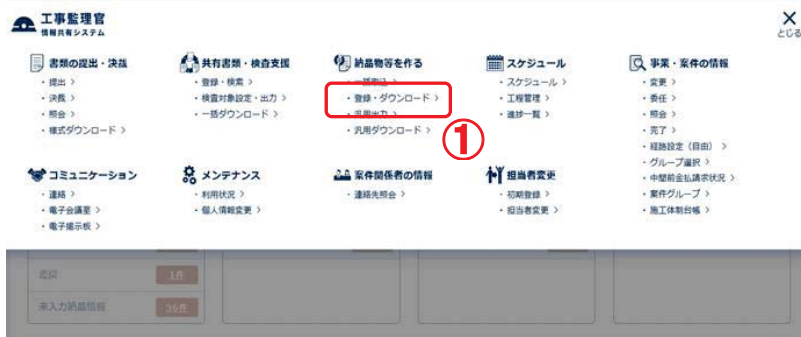 工事監理官
情報共有システム
とじる
書類の提出・決裁
・提出 >
・決裁 >
・照会 >
・様式ダウンロード >
共有書類・検査支援
・登録・検索 >
・検査対象設定・出力 >
・一括ダウンロード >
納品物等を作る
・一括取込 >
・登録・ダウンロード >
・汎用出力 >
・汎用ダウンロード >
①
スケジュール
・スケジュール >
・工程管理 >
・進捗一覧 >
事業・案件の情報
・変更 >
・委任 >
・照会 >
・完了 >
・経路設定（自由） >
・グループ選択 >
・中間前金払請求状況 >
・案件グループ >
・施工体制台帳 >
コミュニケーション
・連絡 >
・電子会議室 >
・電子掲示板 >
メンテナンス
・利用状況 >
・個人情報変更 >
案件関係者の情報
・連絡先照会 >
担当者変更
・初期登録 >
・担当者変更 >
差戻
1件
未入力納品情報
56件